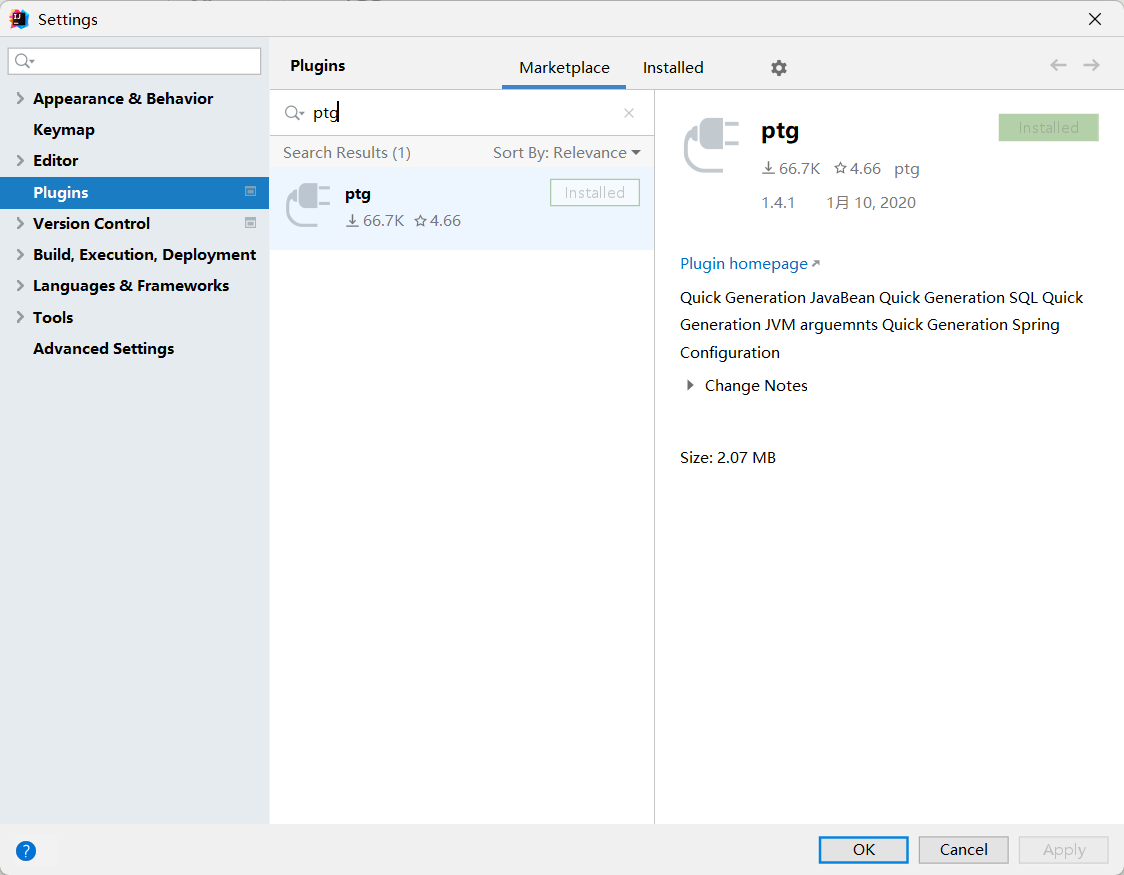 Settings
Appearance & Behavior
Keymap
Editor
Plugins
Version Control
Build, Execution, Deployment
Languages & Frameworks
Tools
Advanced Settings
Plugins
Marketplace
Installed
ptg
Search Results (1)
Sort By: Relevance
ptg
Installed
66.7K
4.66
ptg
Installed
66.7K
4.66
ptg
1.4.1
1月 10, 2020
Plugin homepage
Quick Generation JavaBean Quick Generation SQL Quick
Generation JVM arguemnts Quick Generation Spring
Configuration
Change Notes
Size: 2.07 MB
?
OK
Cancel
Apply